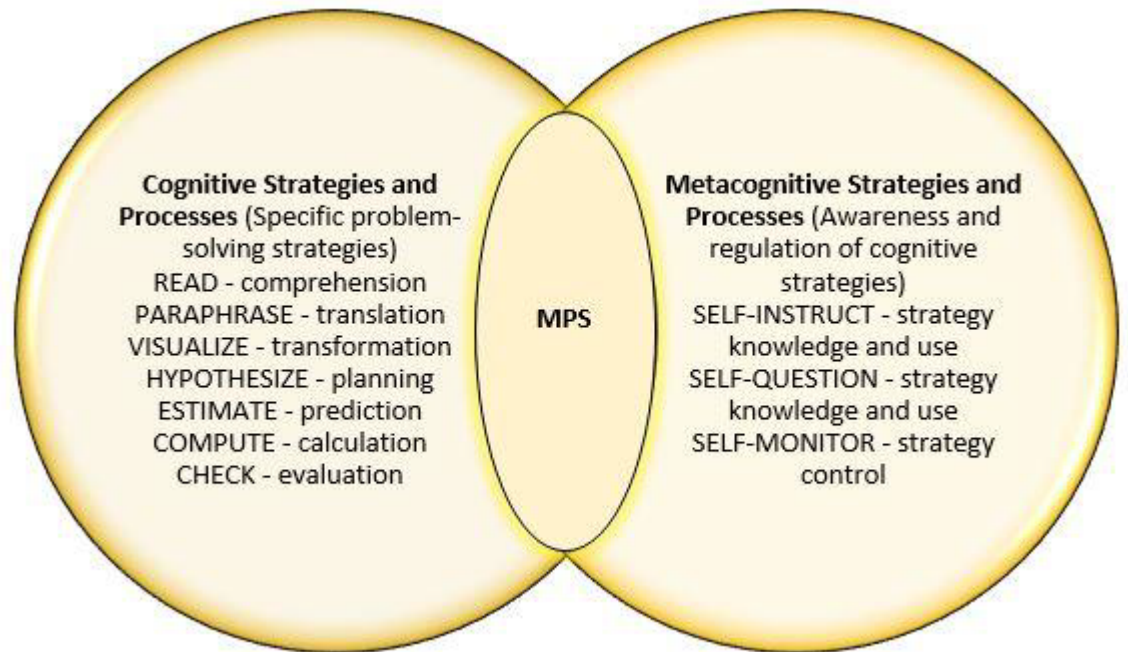 Cognitive Strategies and
Processes (Specific problem-
solving strategies)
READ - comprehension
PARAPHRASE - translation
VISUALIZE - transformation
HYPOTHESIZE - planning
ESTIMATE - prediction
COMPUTE - calculation
CHECK - evaluation
MPS
Metacognitive Strategies and
Processes (Awareness and
regulation of cognitive
strategies)
SELF-INSTRUCT - strategy
knowledge and use
SELF-QUESTION - strategy
knowledge and use
SELF-MONITOR - strategy
control